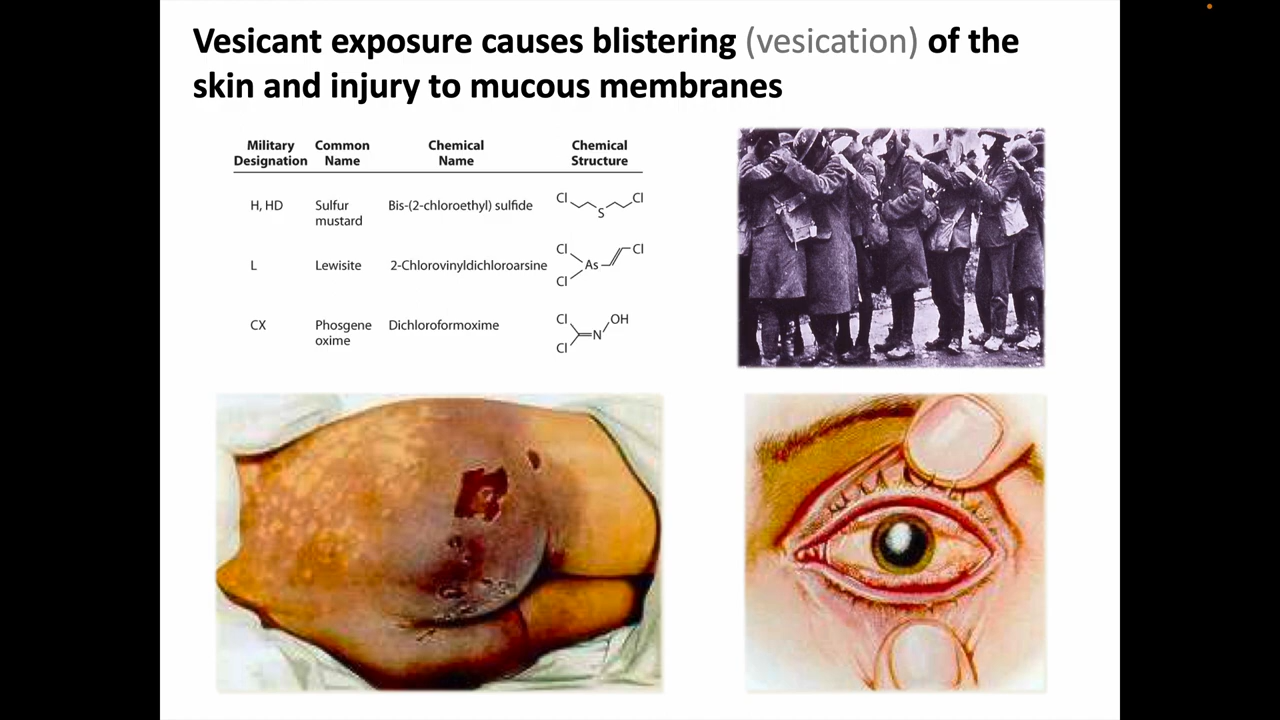 Vesicant exposure causes blistering (vesication) of the
skin and injury to mucous membranes
Military Designation Common Name Chemical Name Chemical Structure
H, HD Sulfur mustard Bis-(2-chloroethyl) sulfide Cl S Cl
L Lewisite 2-Chlorovinyldichloroarsine Cl Cl As Cl
CX Phosgene oxime Dichloroformoxime Cl Cl N OH